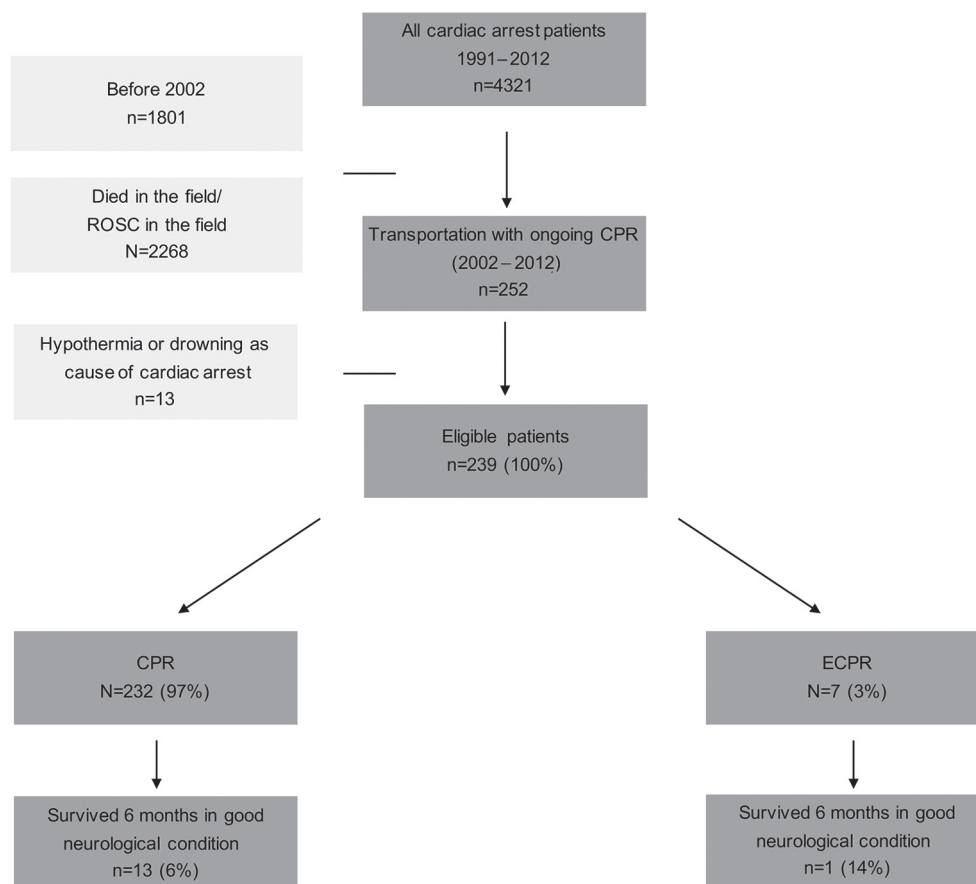 All cardiac arrest patients
1991–2012
n=4321
Before 2002
n=1801
Died in the field/
ROSC in the field
N=2268
Transportation with ongoing CPR
(2002–2012)
n=252
Hypothermia or drowning as
cause of cardiac arrest
n=13
Eligible patients
n=239 (100%)
CPR
N=232 (97%)
ECPR
N=7 (3%)
Survived 6 months in good
neurological condition
n=13 (6%)
Survived 6 months in good
neurological condition
n=1 (14%)